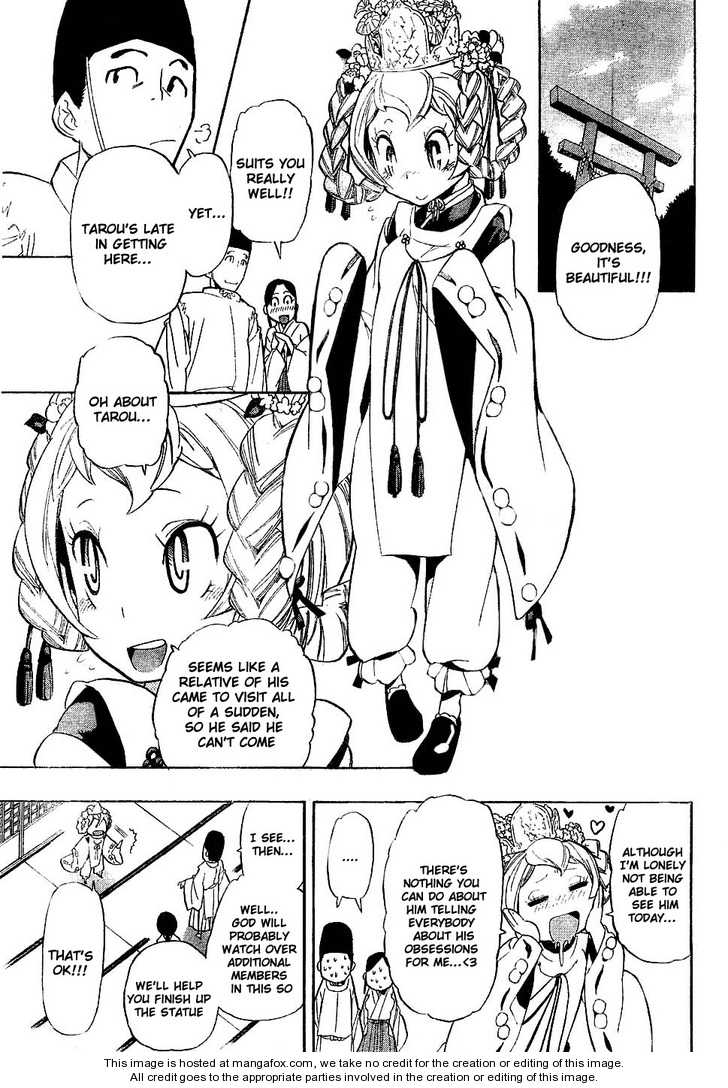 GOODNESS,
IT'S
BEAUTIFUL!!!
SUITS YOU
REALLY
WELL!!
YET...
TAROU'S LATE
IN GETTING
HERE...
OH ABOUT
TAROU...
SEEMS LIKE A
RELATIVE OF HIS
CAME TO VISIT ALL
OF A SUDDEN,
SO HE SAID HE
CAN'T COME
ALTHOUGH
I'M LONELY
NOT BEING
ABLE TO
SEE HIM
TODAY...
THERE'S
NOTHING YOU
CAN DO ABOUT
HIM TELLING
EVERYBODY
ABOUT HIS
OBSESSIONS
FOR ME...<3
....
I SEE...
THEN...
WELL..
GOD WILL
PROBABLY
WATCH OVER
ADDITIONAL
MEMBERS
IN THIS SO
WE'LL HELP
YOU FINISH UP
THE STATUE
THAT'S
OK!!!
This image is hosted at mangafox.com, we take no credit for the creation or editing of this image.
All credit goes to the appropriate parties involved in the creation or editing of this image.